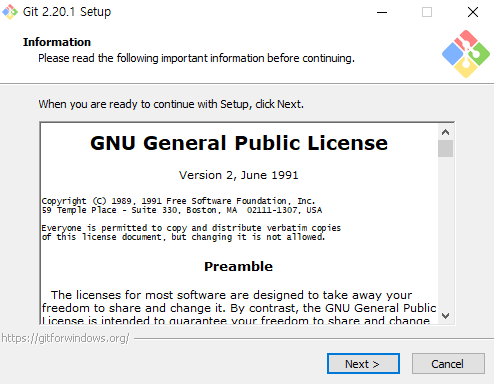 Git 2.20.1 Setup
Information
Please read the following important information before continuing.
When you are ready to continue with Setup, click Next.
GNU General Public License
Version 2, June 1991
Copyright (C) 1989, 1991 Free Software Foundation, Inc.
59 Temple Place - Suite 330, Boston, MA  02111-1307, USA
Everyone is permitted to copy and distribute verbatim copies
of this license document, but changing it is not allowed.
Preamble
The licenses for most software are designed to take away your
freedom to share and change it. By contrast, the GNU General Public
License is intended to guarantee your freedom to share and change
https://gitforwindows.org/
Next >
Cancel